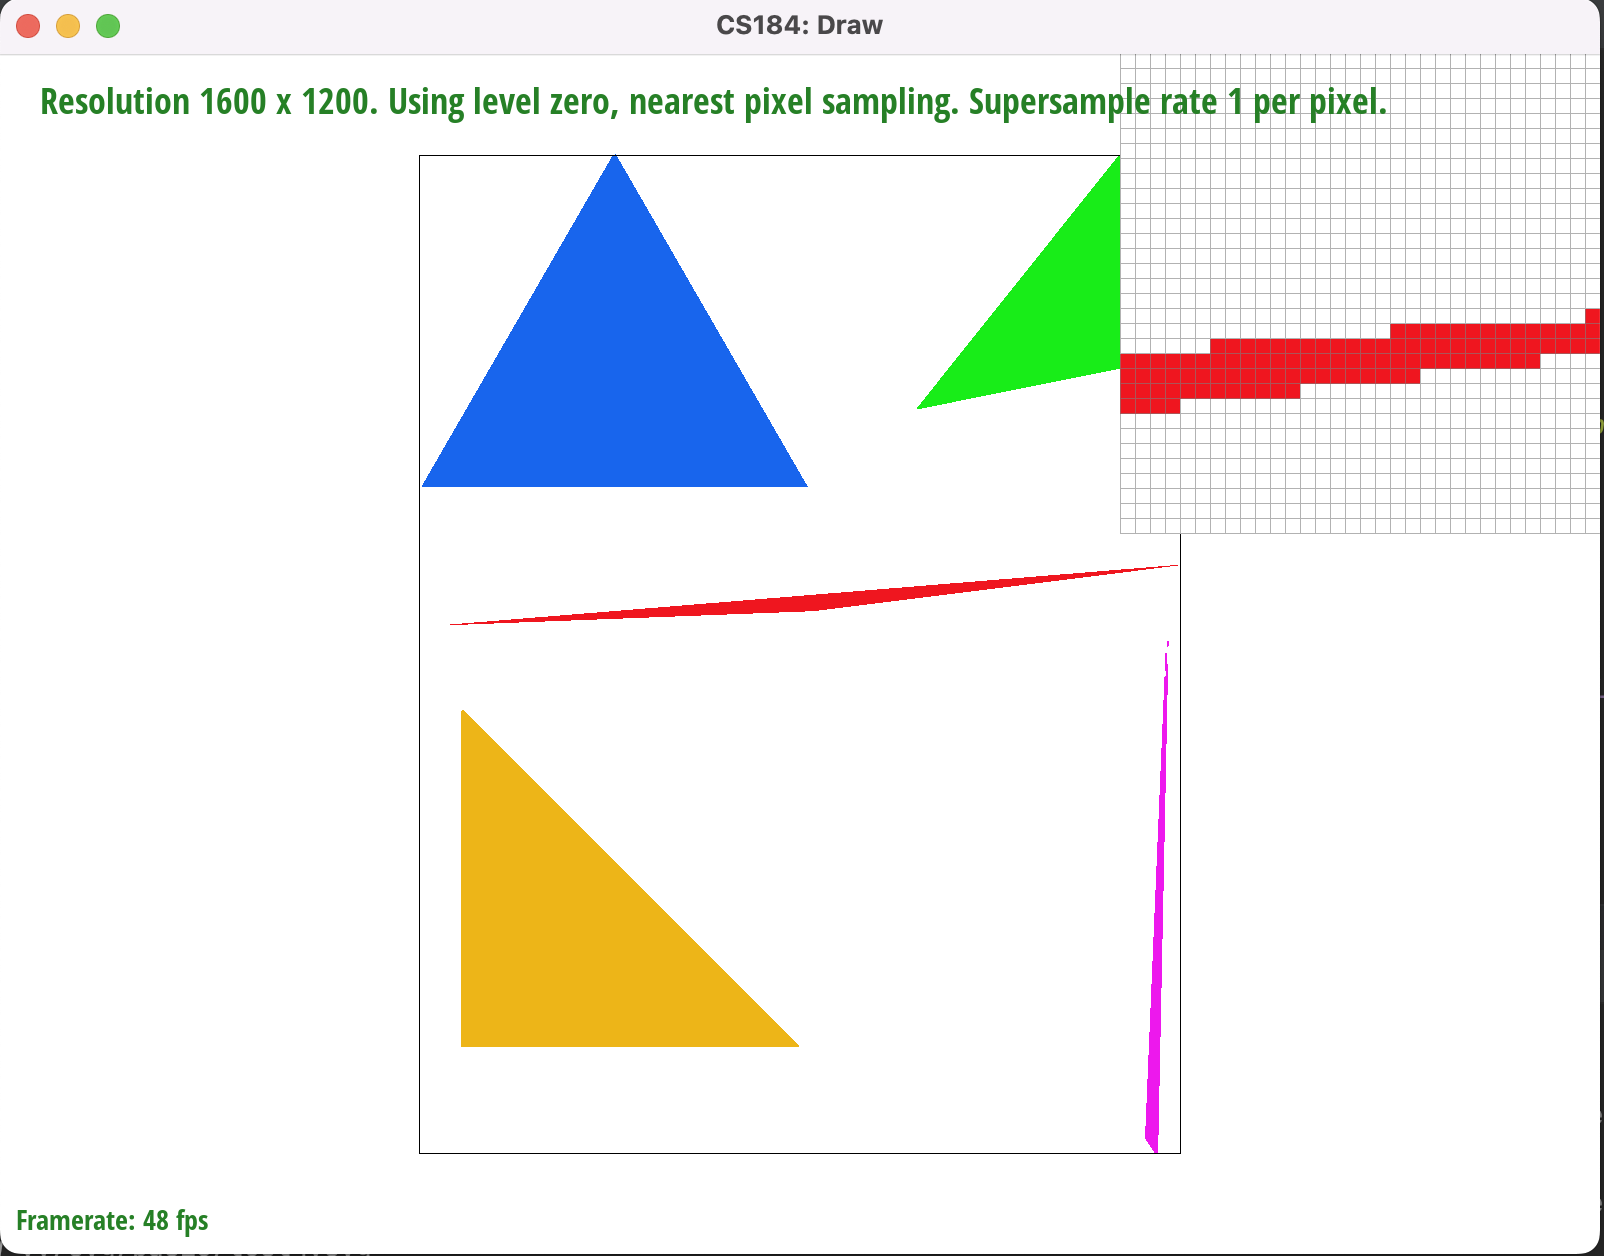 CS184: Draw
Resolution 1600 x 1200. Using level zero, nearest pixel sampling. Supersample rate 1 per pixel.
Framerate: 48 fps